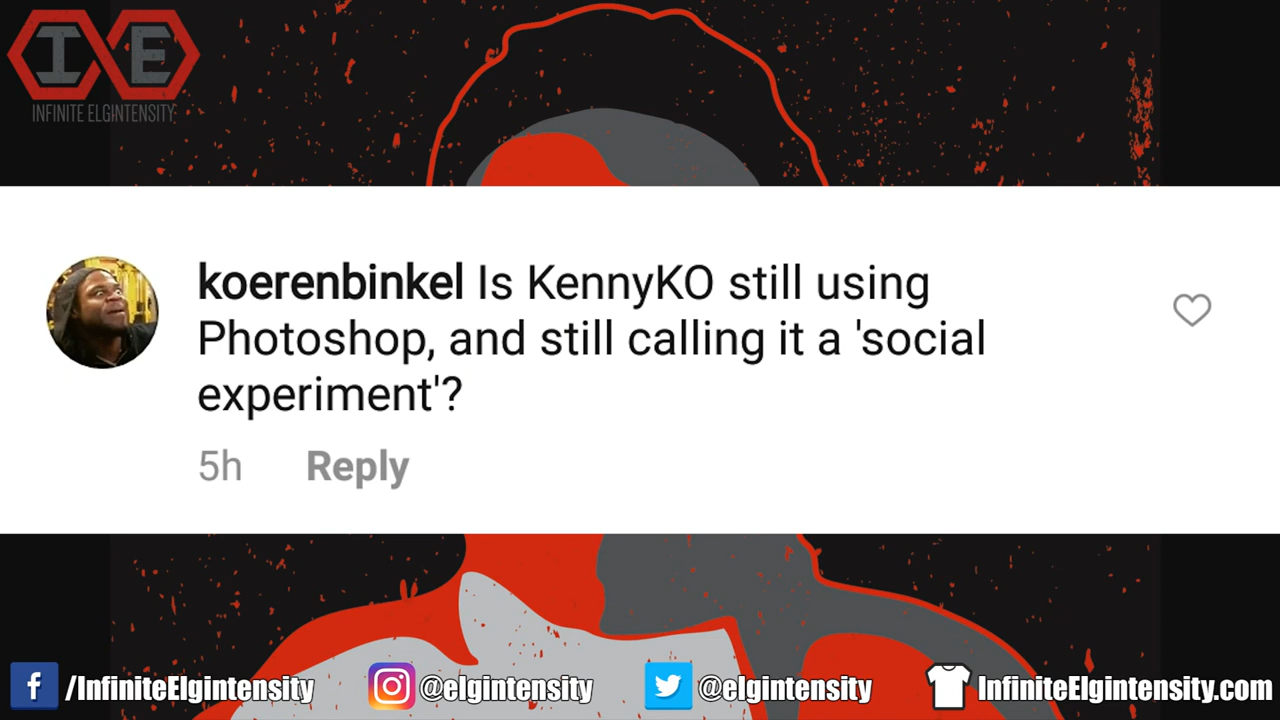 IE
INFINITE ELGINTENSITY
koerenbinkel Is KennyKO still using
Photoshop, and still calling it a 'social
experiment'?
5h Reply
/InfiniteElgintensity @elgintensity @elgintensity InfiniteElgintensity.com